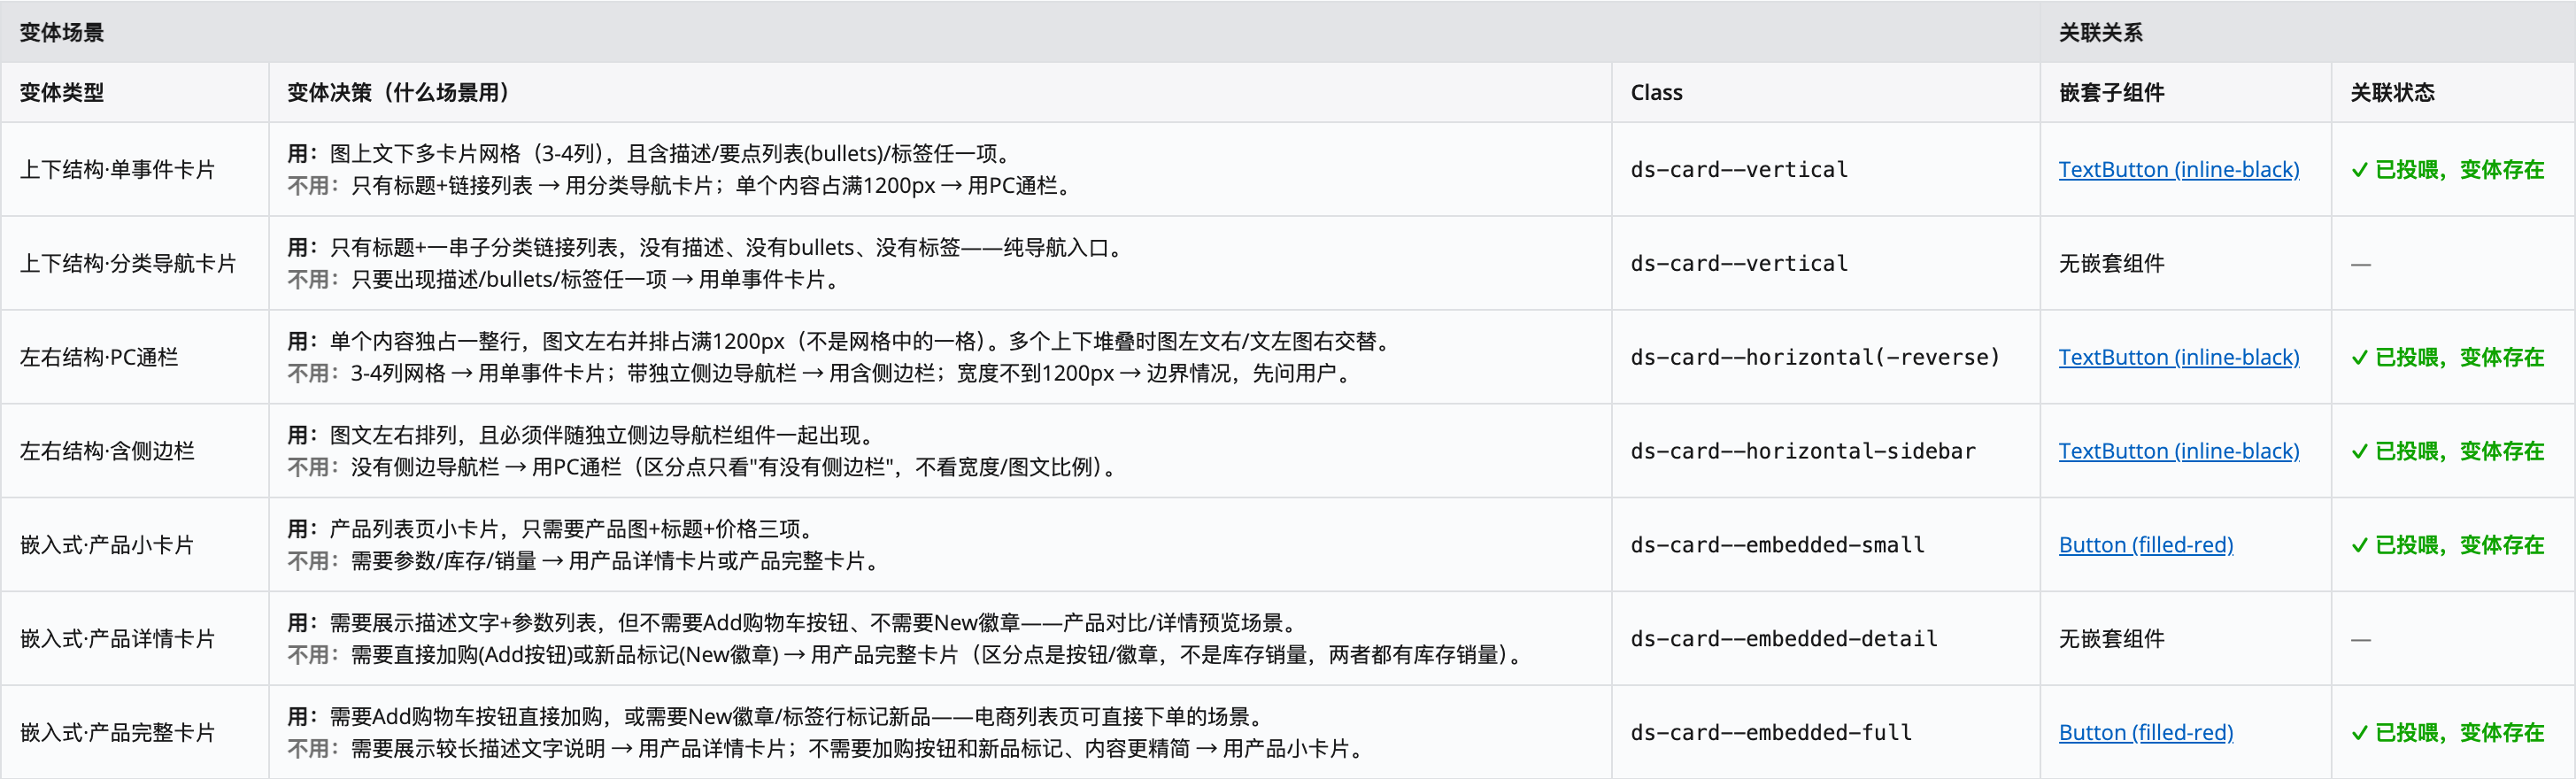 变体场景 关联关系
变体类型 变体决策（什么场景用） Class 嵌套子组件 关联状态
上下结构·单事件卡片
用：图上文下多卡片网格（3-4列），且含描述/要点列表(bullets)/标签任一项。
不用：只有标题+链接列表 → 用分类导航卡片；单个内容占满1200px → 用PC通栏。
ds-card--vertical
TextButton (inline-black)
✓ 已投喂，变体存在
上下结构·分类导航卡片
用：只有标题+一串子分类链接列表，没有描述、没有bullets、没有标签——纯导航入口。
不用：只要出现描述/bullets/标签任一项 → 用单事件卡片。
ds-card--vertical
无嵌套组件
—
左右结构·PC通栏
用：单个内容独占一整行，图文左右并排占满1200px（不是网格中的一格）。多个上下堆叠时图左文右/文左图右交替。
不用：3-4列网格 → 用单事件卡片；带独立侧边导航栏 → 用含侧边栏；宽度不到1200px → 边界情况，先问用户。
ds-card--horizontal(-reverse)
TextButton (inline-black)
✓ 已投喂，变体存在
左右结构·含侧边栏
用：图文左右排列，且必须伴随独立侧边导航栏组件一起出现。
不用：没有侧边导航栏 → 用PC通栏（区分点只看"有没有侧边栏"，不看宽度/图文比例）。
ds-card--horizontal-sidebar
TextButton (inline-black)
✓ 已投喂，变体存在
嵌入式·产品小卡片
用：产品列表页小卡片，只需要产品图+标题+价格三项。
不用：需要参数/库存/销量 → 用产品详情卡片或产品完整卡片。
ds-card--embedded-small
Button (filled-red)
✓ 已投喂，变体存在
嵌入式·产品详情卡片
用：需要展示描述文字+参数列表，但不需要Add购物车按钮、不需要New徽章——产品对比/详情预览场景。
不用：需要直接加购(Add按钮)或新品标记(New徽章) → 用产品完整卡片（区分点是按钮/徽章，不是库存销量，两者都有库存销量）。
ds-card--embedded-detail
无嵌套组件
—
嵌入式·产品完整卡片
用：需要Add购物车按钮直接加购，或需要New徽章/标签行标记新品——电商列表页可直接下单的场景。
不用：需要展示较长描述文字说明 → 用产品详情卡片；不需要加购按钮和新品标记、内容更精简 → 用产品小卡片。
ds-card--embedded-full
Button (filled-red)
✓ 已投喂，变体存在